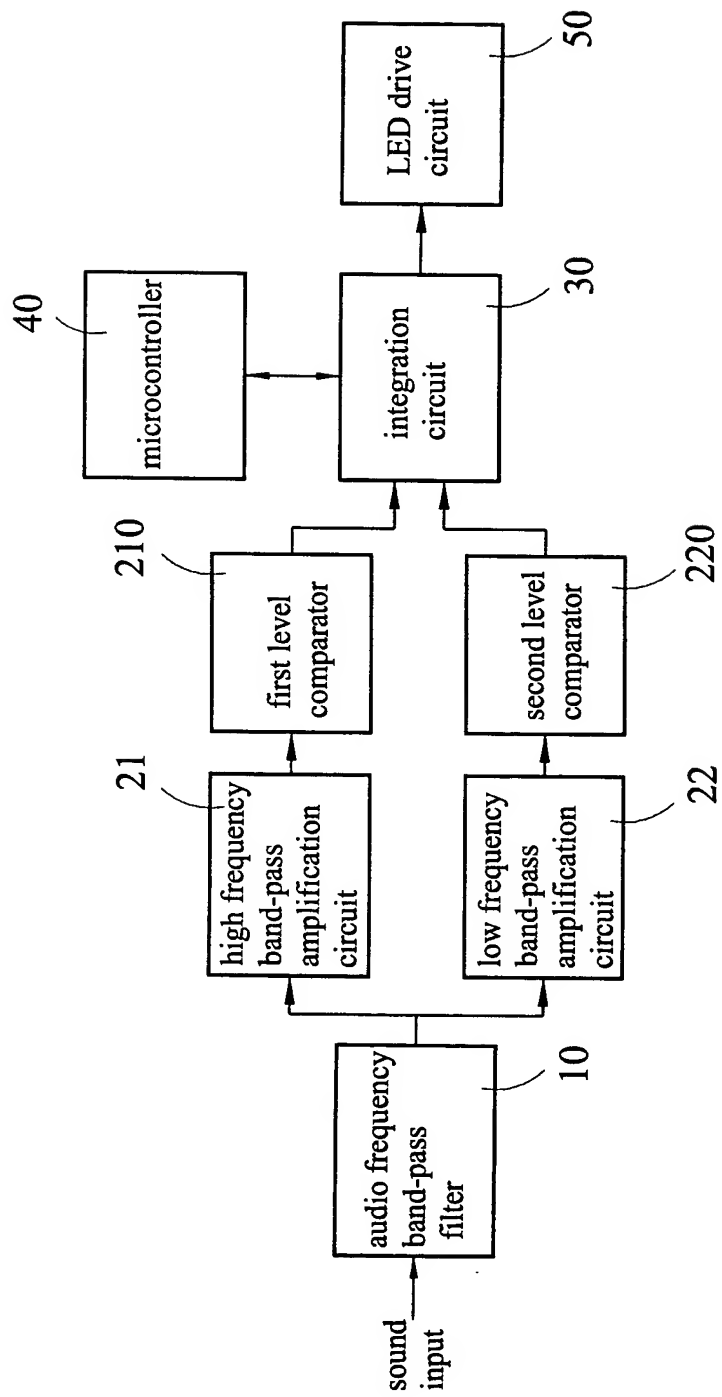 sound
input
audio frequency
band-pass
filter
10
high frequency
band-pass
amplification
circuit
21
low frequency
band-pass
amplification
circuit
22
first level
comparator
210
second level
comparator
220
microcontroller
40
integration
circuit
30
LED drive
circuit
50